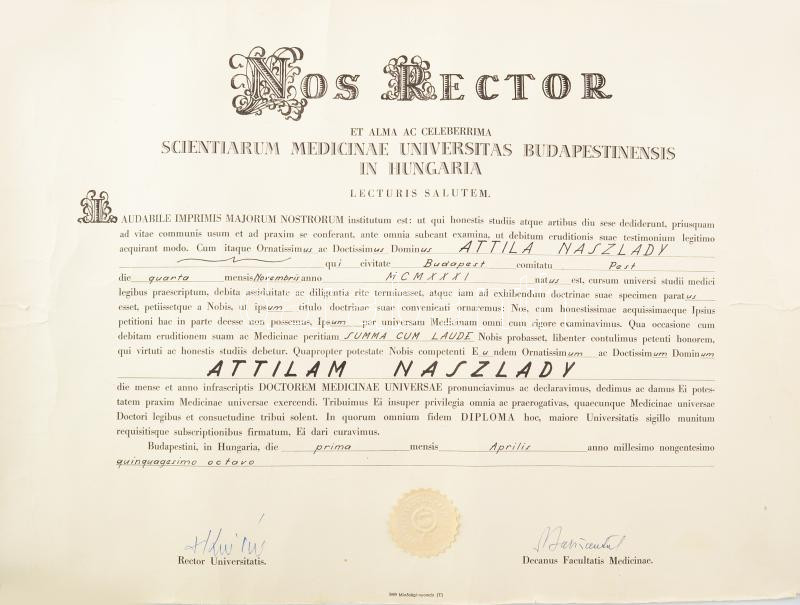 NOS RECTOR
ET ALMA AC CELEBERRIMA
SCIENTIARUM MEDICINAE UNIVERSITAS BUDAPESTINENSIS
IN HUNGARIA
LECTURIS SALUTEM.
LAUDABILE IMPRIMIS MAJORUM NOSTRORUM institutum est: ut qui honestis studiis atque artibus diu sese dediderunt, priusquam
ad vitae communis usum et ad praxim se conferant, ante omnia subcant examina, ut debitum eruditionis suae testimonium legitimo
acquirant modo. Cum itaque Ornatissimus ac Doctissimus Dominus ATTILA NASZLADY
qui civitate Budapest comitatu Pest
die quarta mensis Novembrii anno MCMXXXI natus est, cursum universi studii medici
legibus praescriptum, debita assiduitate ac diligentia rite terminasset, atque iam ad exhibendum doctrinae suae specimen paratus
esset, petiissetque a Nobis, ut ipsum titulo doctrinae suae convenienti ornaremus: Nos, cum honestissimae acquissimaeque Ipsius
petitioni hac in parte decesse non possemus, Ipsum per universam Medicinam omni cum rigore examinavimus. Qua occasione cum
debitam eruditionem suam ac Medicinae peritiam SUMMA CUM LAUDE Nobis probasset, libenter contulimus petenti honorem,
qui virtuti ac honestis studiis debetur. Quapropter potestate Nobis competenti Eundem Ornatissimum ac Doctissimum Dominum
ATTILAM NASZLADY
die mense et anno infrascriptis DOCTOREM MEDICINAE UNIVERSAE pronunciavimus ac declaravimus, dedimus ac damus Ei potes-
tatem praxim Medicinae universae exercendi. Tribuimus Ei insuper privilegia omnia ac praerogativas, quaecunque Medicinae universae
Doctori legibus et consuetudine tribui solent. In quorum omnium fidem DIPLOMA hoc, maiore Universitatis sigillo munitum
requisitisque subscriptionibus firmatum, Ei dari curavimus.
Budapestini, in Hungaria, die prima mensis Aprilis anno millesimo nongentesimo
quinquagesimo octavo
Rector Universitatis.
Decanus Facultatis Medicinae.